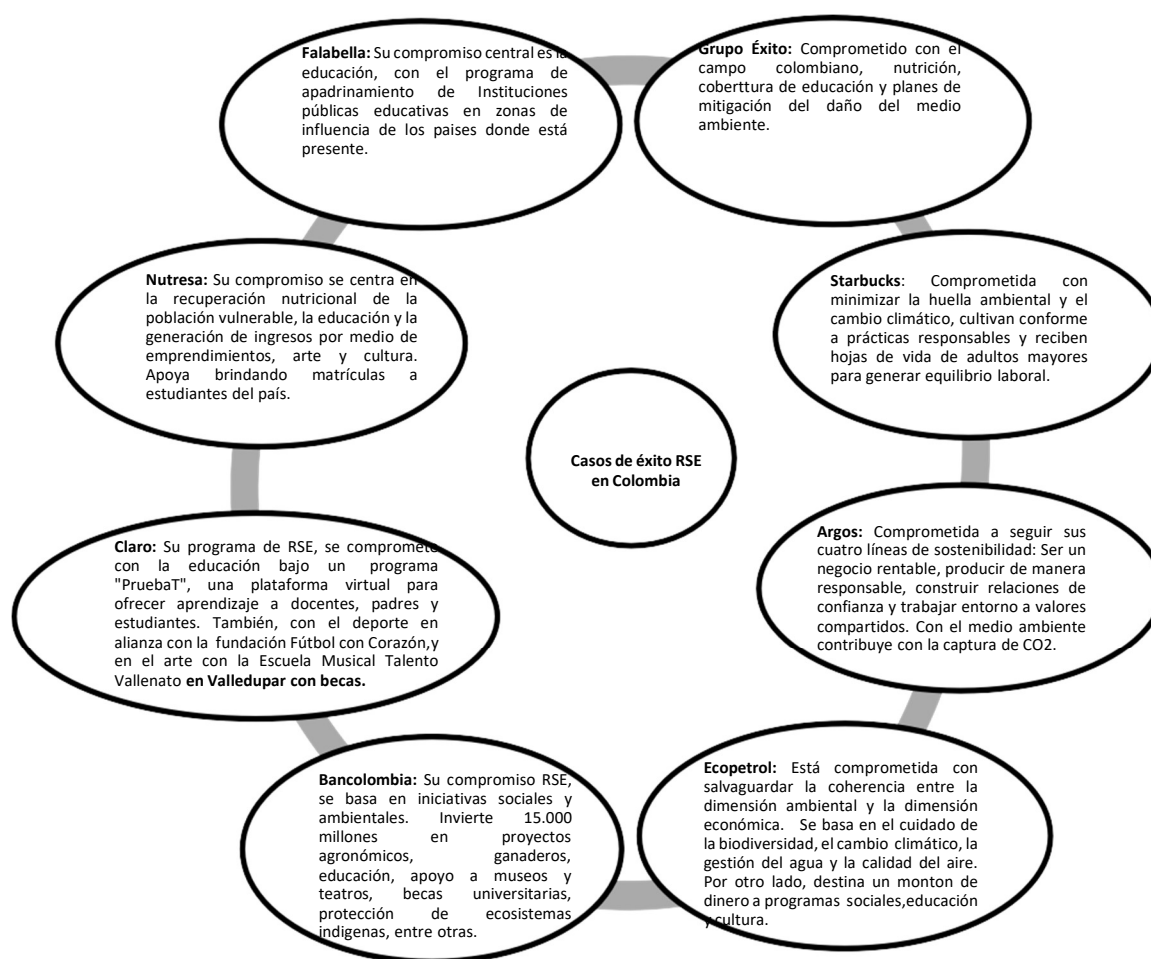 Falabella: Su compromiso central es la
educación, con el programa de
apadrinamiento de Instituciones
públicas educativas en zonas de
influencia de los paises donde está
presente.
Grupo Éxito: Comprometido con el
campo colombiano, nutrición,
coberttura de educación y planes de
mitigación del daño del medio
ambiente.
Nutresa: Su compromiso se centra en
la recuperación nutricional de la
población vulnerable, la educación y la
generación de ingresos por medio de
emprendimientos, arte y cultura.
Apoya brindando matrículas a
estudiantes del país.
Starbucks: Comprometida con
minimizar la huella ambiental y el
cambio climático, cultivan conforme
a prácticas responsables y reciben
hojas de vida de adultos mayores
para generar equilibrio laboral.
Casos de éxito RSE
en Colombia
Claro: Su programa de RSE, se compromete
con la educación bajo un programa
"PruebaT", una plataforma virtual para
ofrecer aprendizaje a docentes, padres y
estudiantes. También, con el deporte en
alianza con la fundación Fútbol con Corazón,y
en el arte con la Escuela Musical Talento
Vallenato en Valledupar con becas.
Argos: Comprometida a seguir sus
cuatro líneas de sostenibilidad: Ser un
negocio rentable, producir de manera
responsable, construir relaciones de
confianza y trabajar entorno a valores
compartidos. Con el medio ambiente
contribuye con la captura de CO2.
Bancolombia: Su compromiso RSE,
se basa en iniciativas sociales y
ambientales. Invierte 15.000
millones en proyectos
agronómicos, ganaderos,
educación, apoyo a museos y
teatros, becas universitarias,
protección de ecosistemas
indigenas, entre otras.
Ecopetrol: Está comprometida con
salvaguardar la coherencia entre la
dimensión ambiental y la dimensión
económica. Se basa en el cuidado de
la biodiversidad, el cambio climático, la
gestión del agua y la calidad del aire.
Por otro lado, destina un monton de
dinero a programas sociales,educación
y cultura.